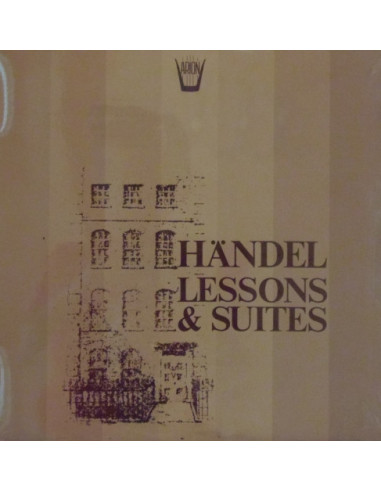 ARION
HÄNDEL
LESSONS
& SUITES